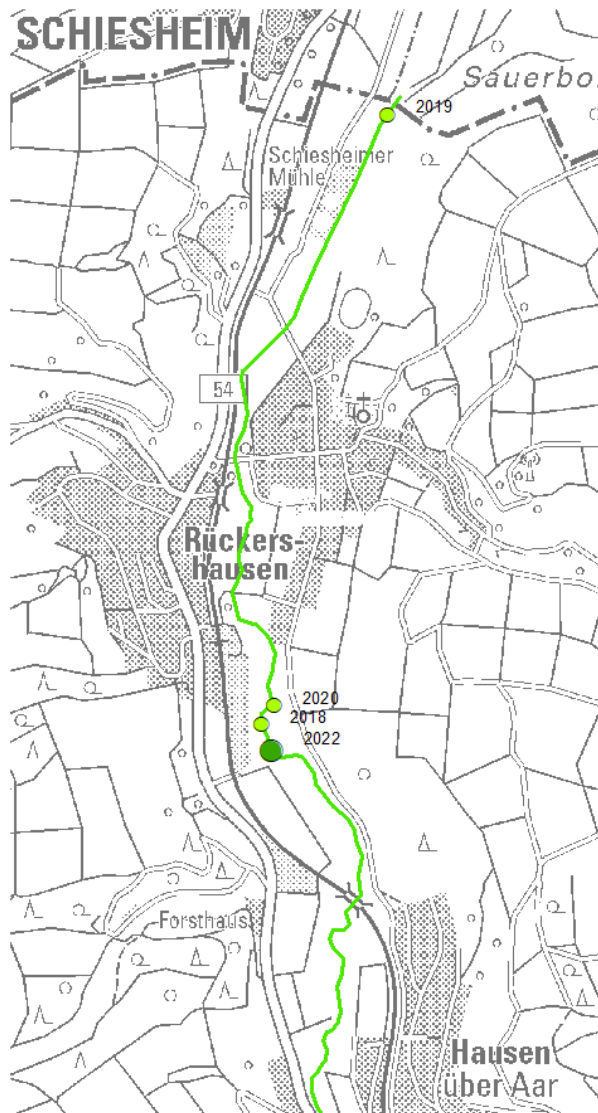 SCHIESHEIM
Sauerbo
2019
Schiesheimer
Mühle
54
Rückers-
hausen
2020
2018
2022
Forsthaus
Hausen
über Aar